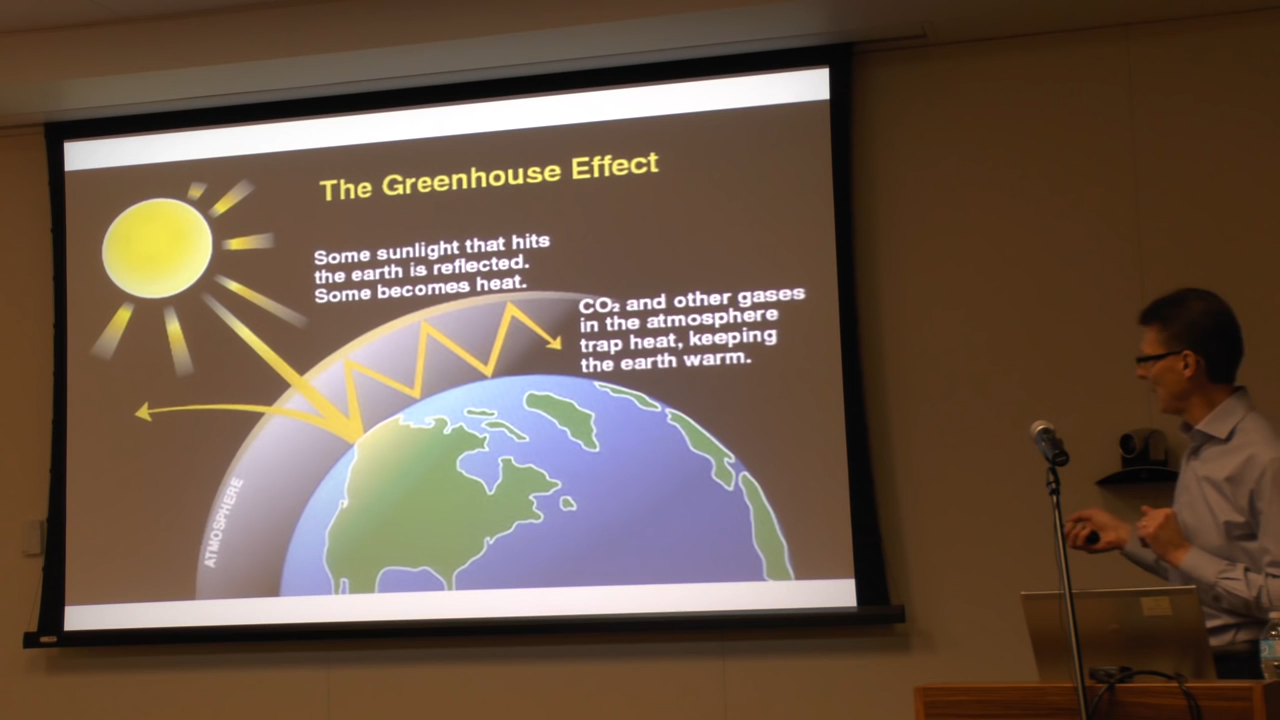 The Greenhouse Effect
Some sunlight that hits
the earth is reflected.
Some becomes heat.
CO₂ and other gases
in the atmosphere
trap heat, keeping
the earth warm.
ATMOSPHERE